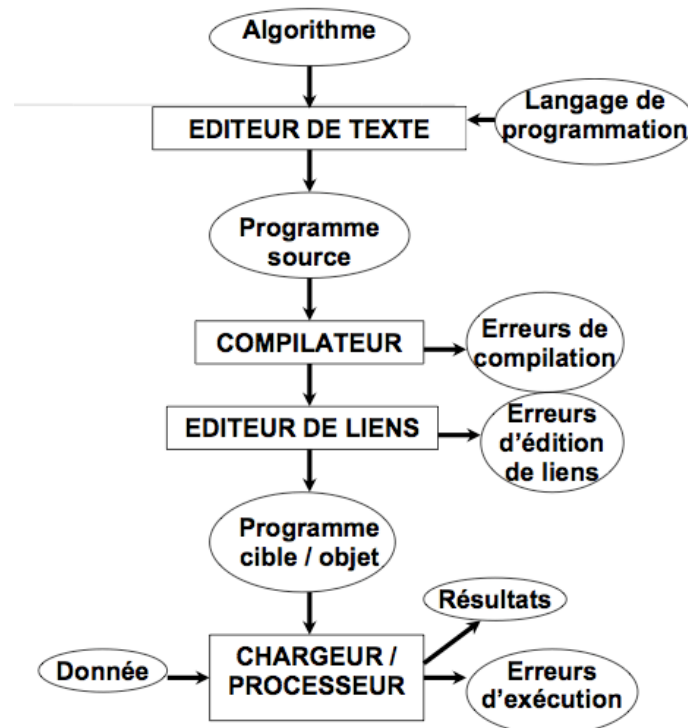 Algorithme
EDITEUR DE TEXTE
Langage de
programmation
Programme
source
COMPILATEUR
Erreurs de
compilation
EDITEUR DE LIENS
Erreurs
d'édition
de liens
Programme
cible / objet
Résultats
Donnée
CHARGEUR /
PROCESSEUR
Erreurs
d'exécution